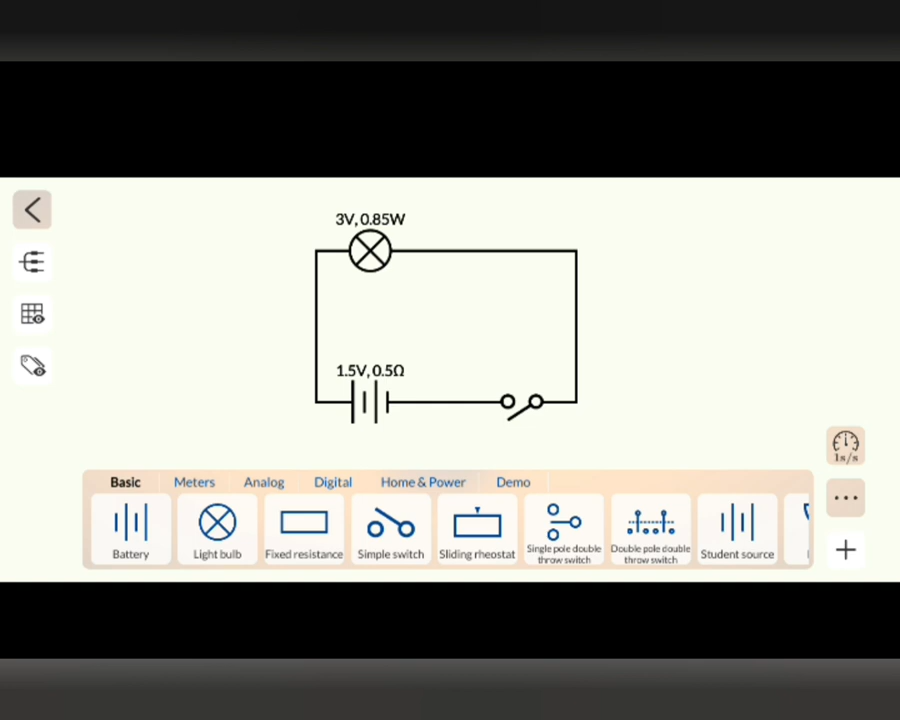 3V, 0.85W
1.5V, 0.5Ω
1s/s
Basic Meters Analog Digital Home & Power Demo
Battery Light bulb Fixed resistance Simple switch Sliding rheostat Single pole double throw switch Double pole double throw switch Student source